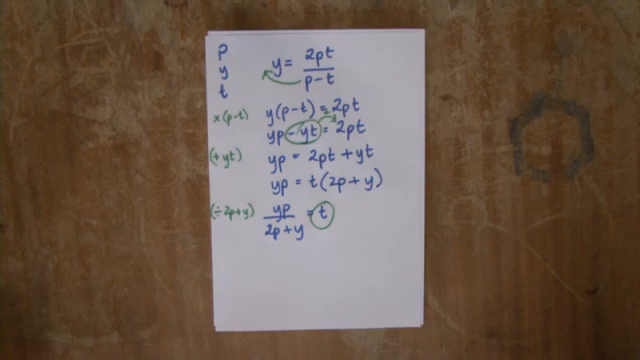 p
y
t
y = 2pt / p-t
×(p-t) y(p-t) = 2pt
yp - yt = 2pt
(+yt) yp = 2pt + yt
yp = t(2p+y)
(÷2p+y) yp / 2p+y = t